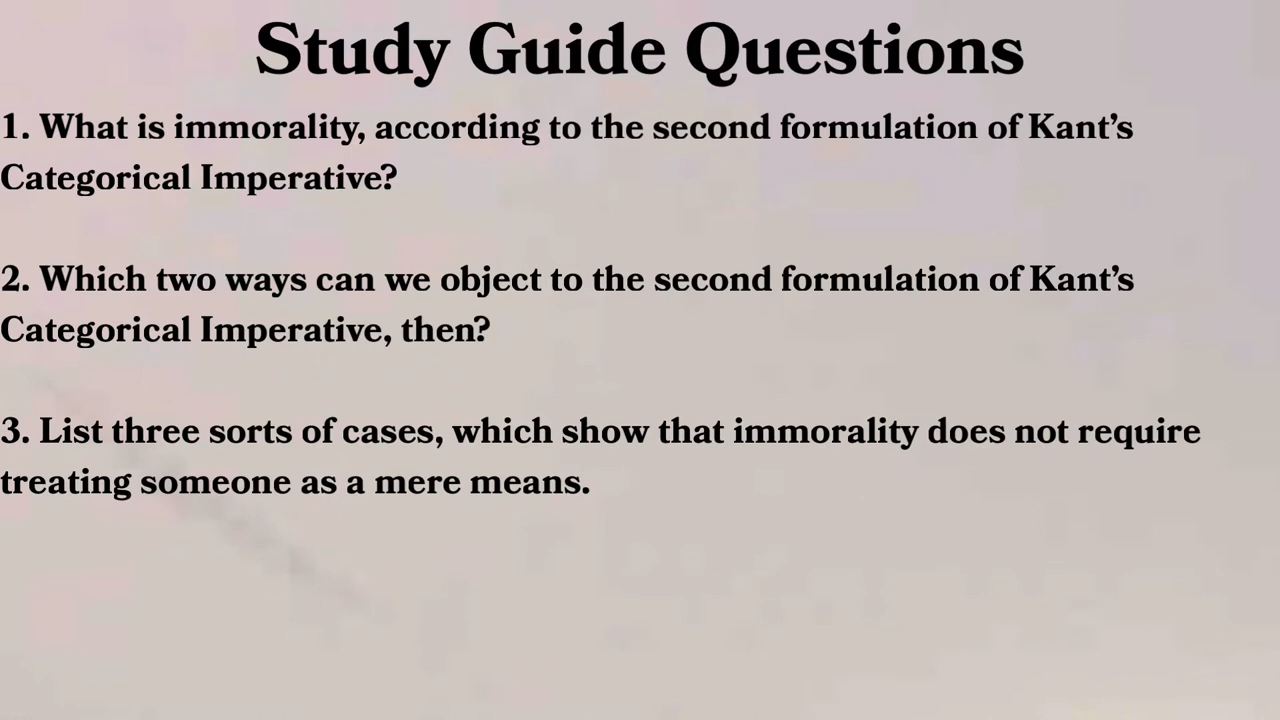 Study Guide Questions
1. What is immorality, according to the second formulation of Kant’s
Categorical Imperative?
2. Which two ways can we object to the second formulation of Kant’s
Categorical Imperative, then?
3. List three sorts of cases, which show that immorality does not require
treating someone as a mere means.